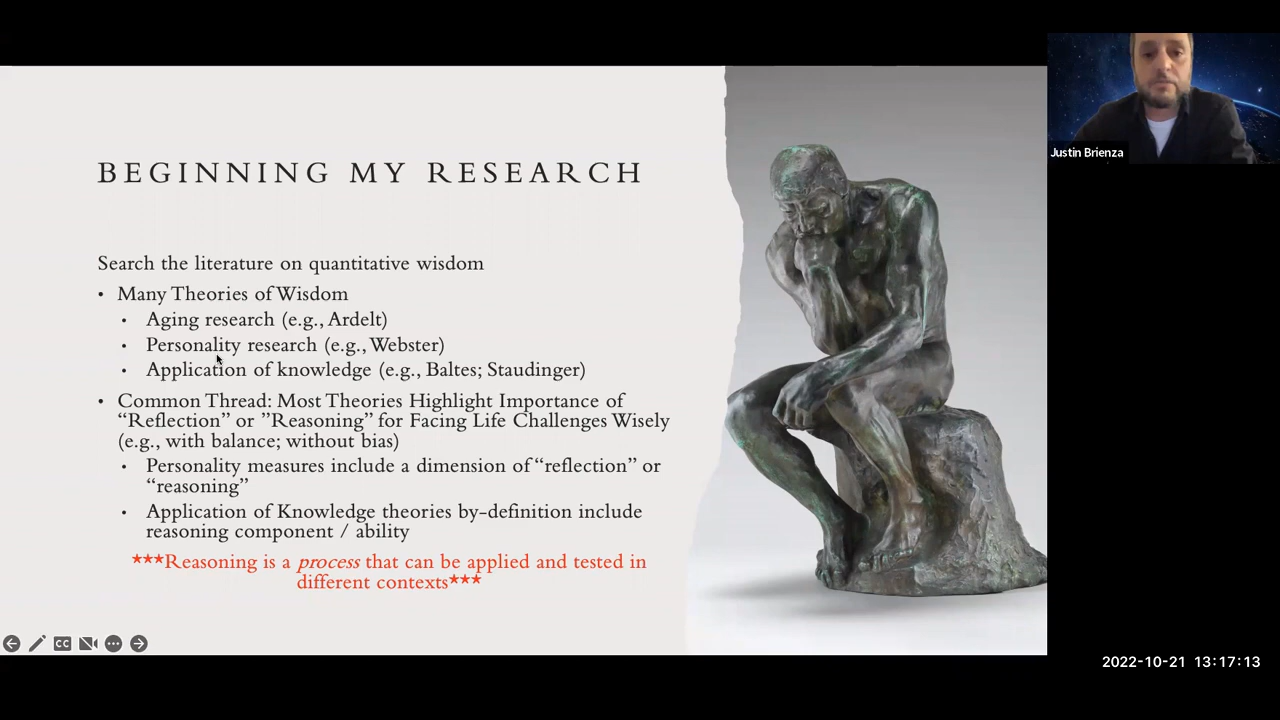 BEGINNING MY RESEARCH
Search the literature on quantitative wisdom
• Many Theories of Wisdom
• Aging research (e.g., Ardelt)
• Personality research (e.g., Webster)
• Application of knowledge (e.g., Baltes; Staudinger)
• Common Thread: Most Theories Highlight Importance of
“Reflection” or ”Reasoning” for Facing Life Challenges Wisely
(e.g., with balance; without bias)
• Personality measures include a dimension of “reflection” or
“reasoning”
• Application of Knowledge theories by-definition include
reasoning component / ability
***Reasoning is a process that can be applied and tested in
different contexts***
CC
Justin Brienza
2022-10-21 13:17:13